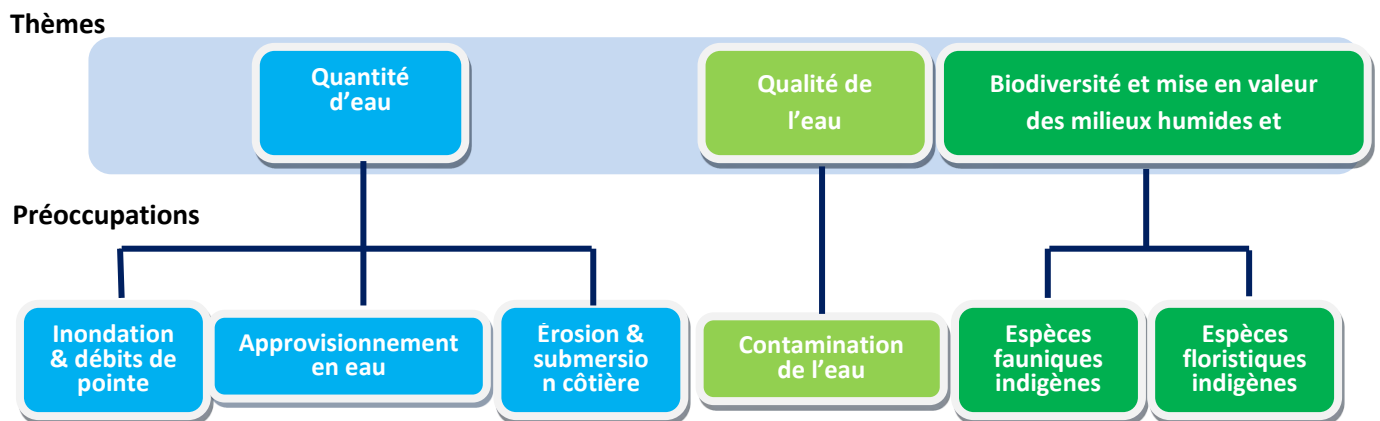 Thèmes
Quantité
d'eau
Qualité de
l'eau
Biodiversité et mise en valeur
des milieux humides et
Préoccupations
Inondation
& débits de
pointe
Approvisionnement
en eau
Érosion &
submersio
n côtière
Contamination
de l'eau
Espèces
fauniques
indigènes
Espèces
floristiques
indigènes